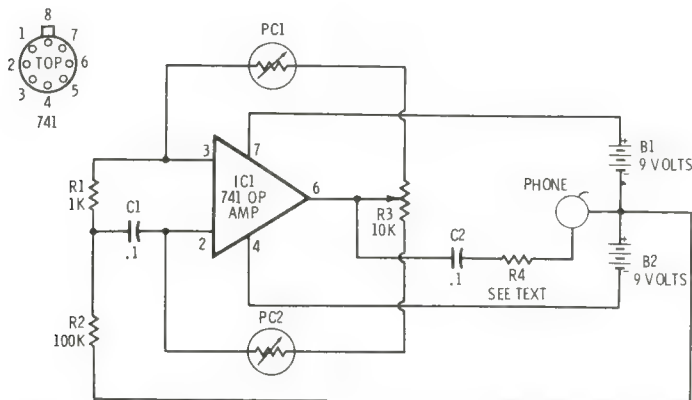 8
1
7
2
TOP
6
3
5
4
741
PC1
3
7
B1
9 VOLTS
R1
1K
C1
.1
IC1
741 OP
AMP
6
R3
10K
PHONE
2
4
C2
.1
R4
SEE TEXT
B2
9 VOLTS
R2
100K
PC2